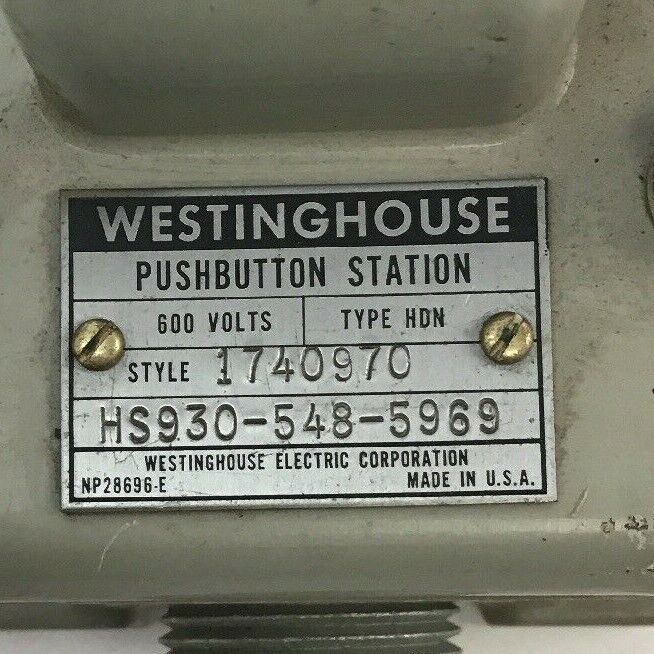 WESTINGHOUSE
PUSHBUTTON STATION
600 VOLTS TYPE HDN
STYLE 1740970
HS930-548-5969
WESTINGHOUSE ELECTRIC CORPORATION
NP28696-E MADE IN U.S.A.